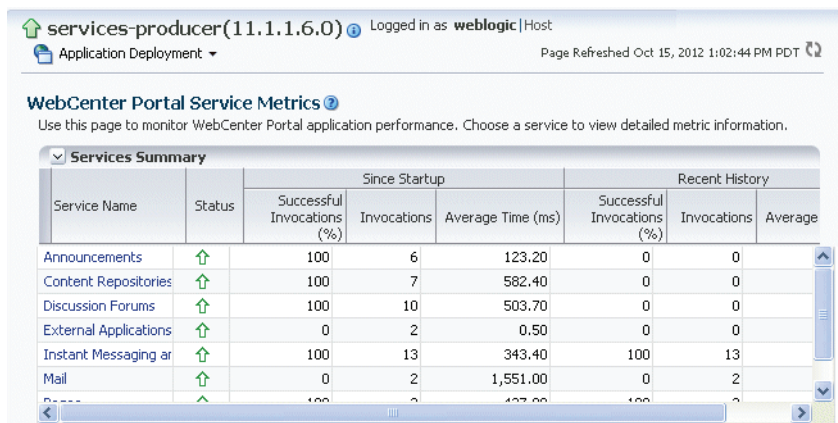 services-producer(11.1.1.6.0) Logged in as weblogic|Host
Application Deployment Page Refreshed Oct 15, 2012 1:02:44 PM PDT
WebCenter Portal Service Metrics
Use this page to monitor WebCenter Portal application performance. Choose a service to view detailed metric information.
Services Summary
Since Startup Recent History
Service Name Status Successful Invocations (%) Invocations Average Time (ms) Successful Invocations (%) Invocations Average
Announcements 100 6 123.20 0 0
Content Repositories 100 7 582.40 0 0
Discussion Forums 100 10 503.70 0 0
External Applications 0 2 0.50 0 0
Instant Messaging ar 100 13 343.40 100 13
Mail 0 2 1,551.00 0 2